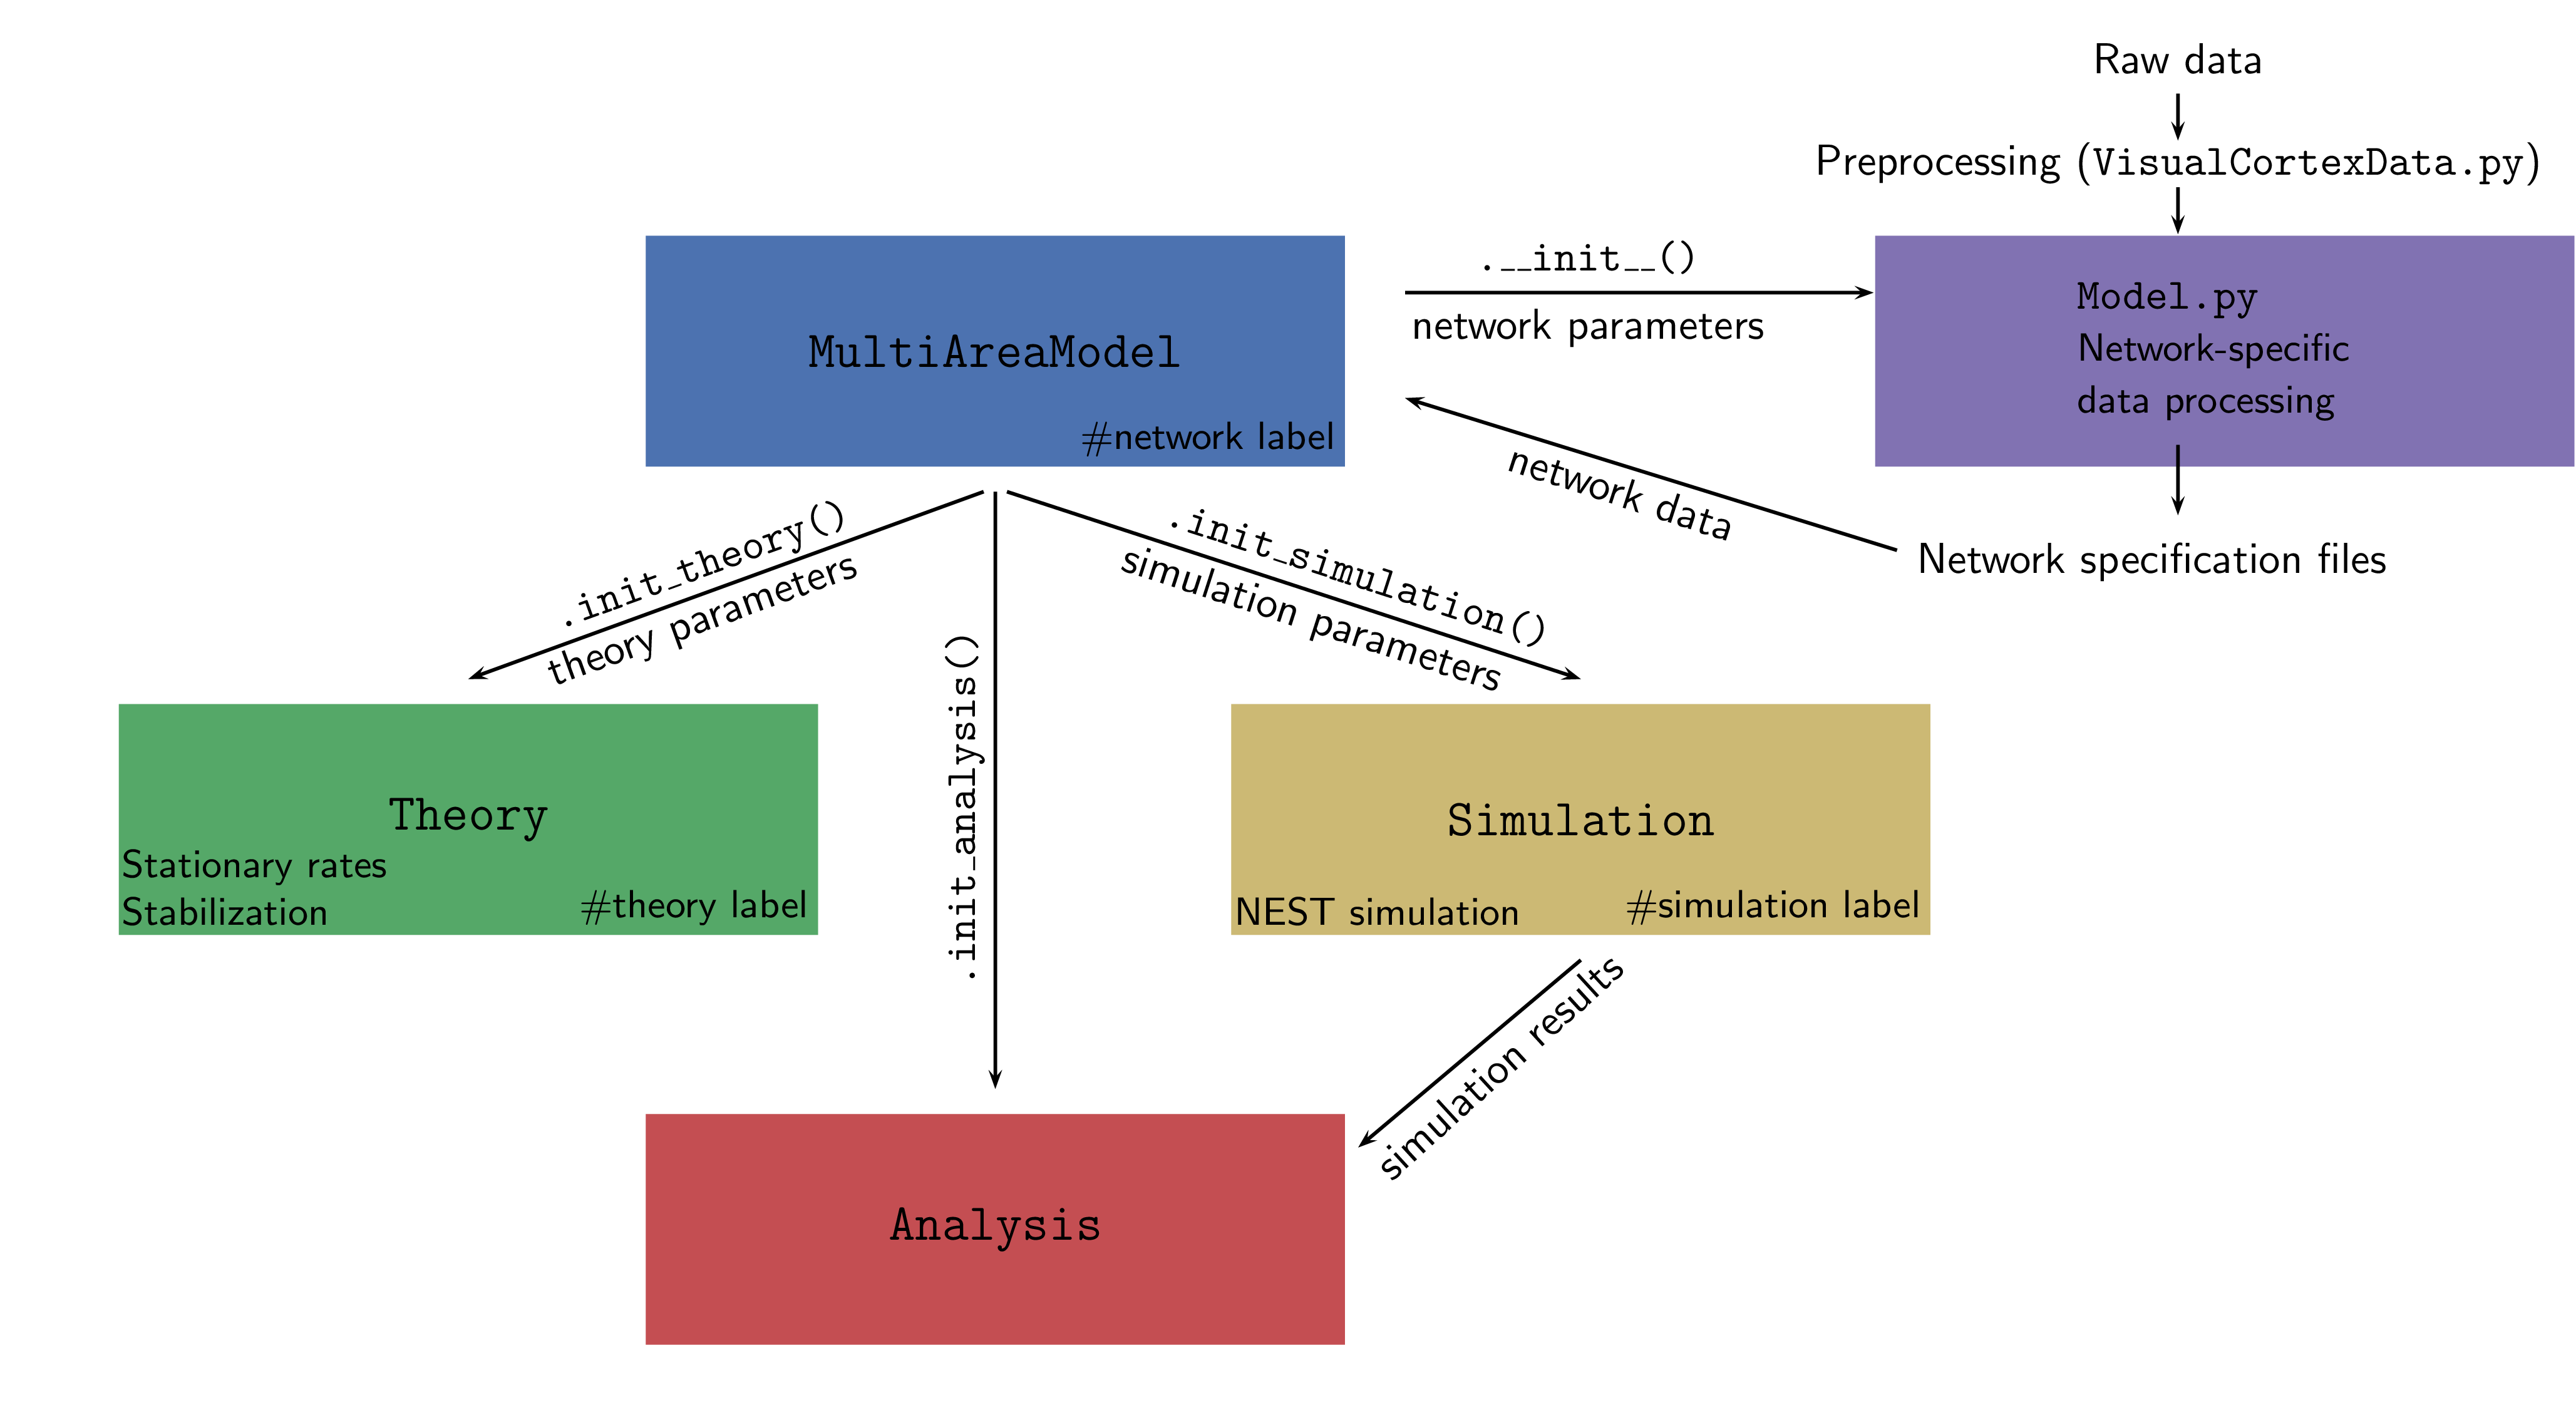 Raw data
Preprocessing (VisualCortexData.py)
.__init__()
network parameters
Model.py
Network-specific
data processing
MultiAreaModel
#network label
network data
Network specification files
.init_theory()
theory parameters
.init_simulation()
simulation parameters
.init_analysis()
Theory
Stationary rates
Stabilization
#theory label
Simulation
NEST simulation
#simulation label
simulation results
Analysis